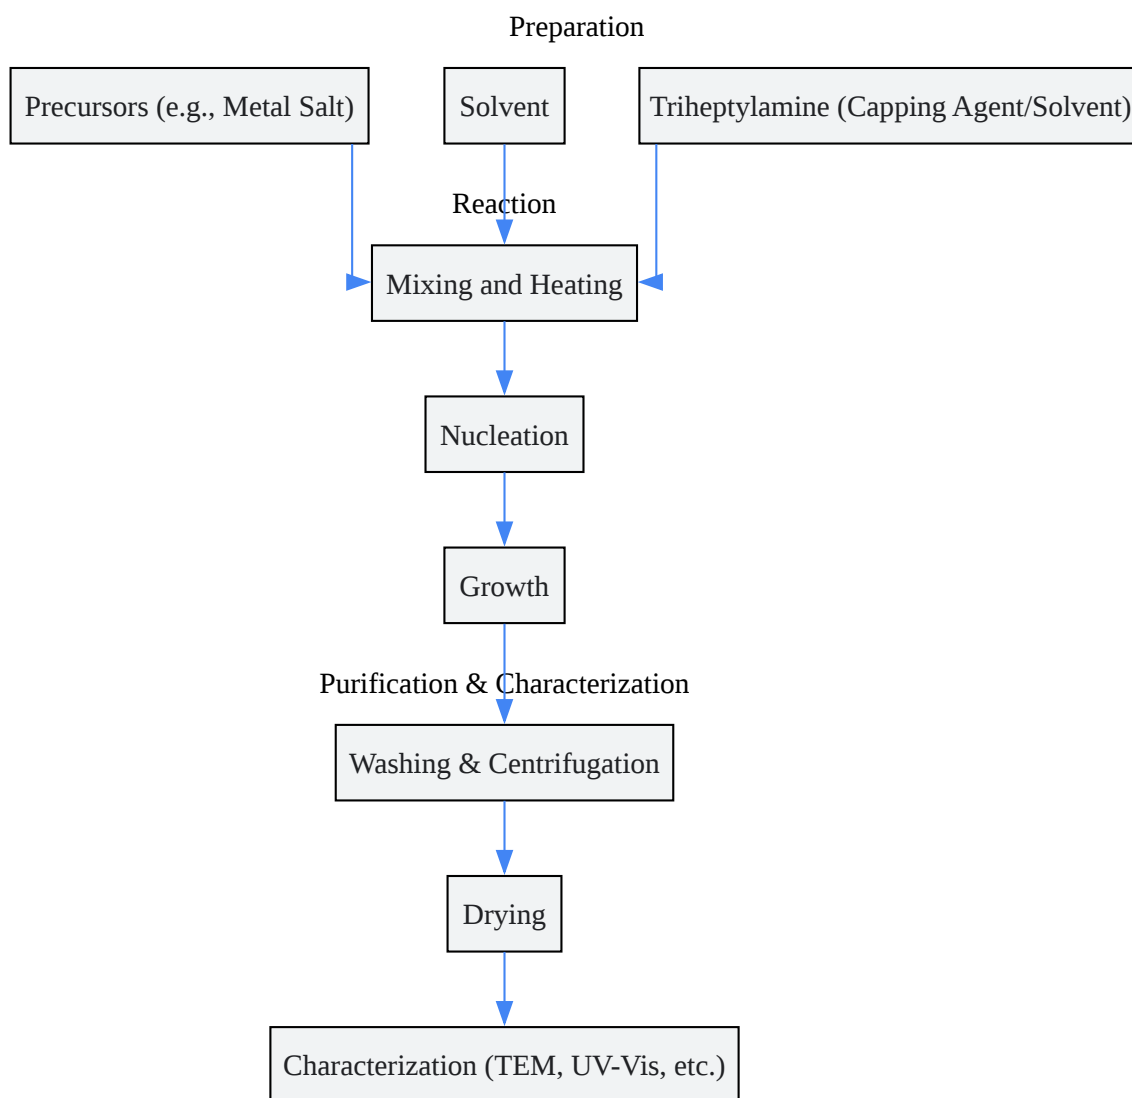 Preparation
Precursors (e.g., Metal Salt)
Solvent
Triheptylamine (Capping Agent/Solvent)
Reaction
Mixing and Heating
Nucleation
Growth
Purification & Characterization
Washing & Centrifugation
Drying
Characterization (TEM, UV-Vis, etc.)